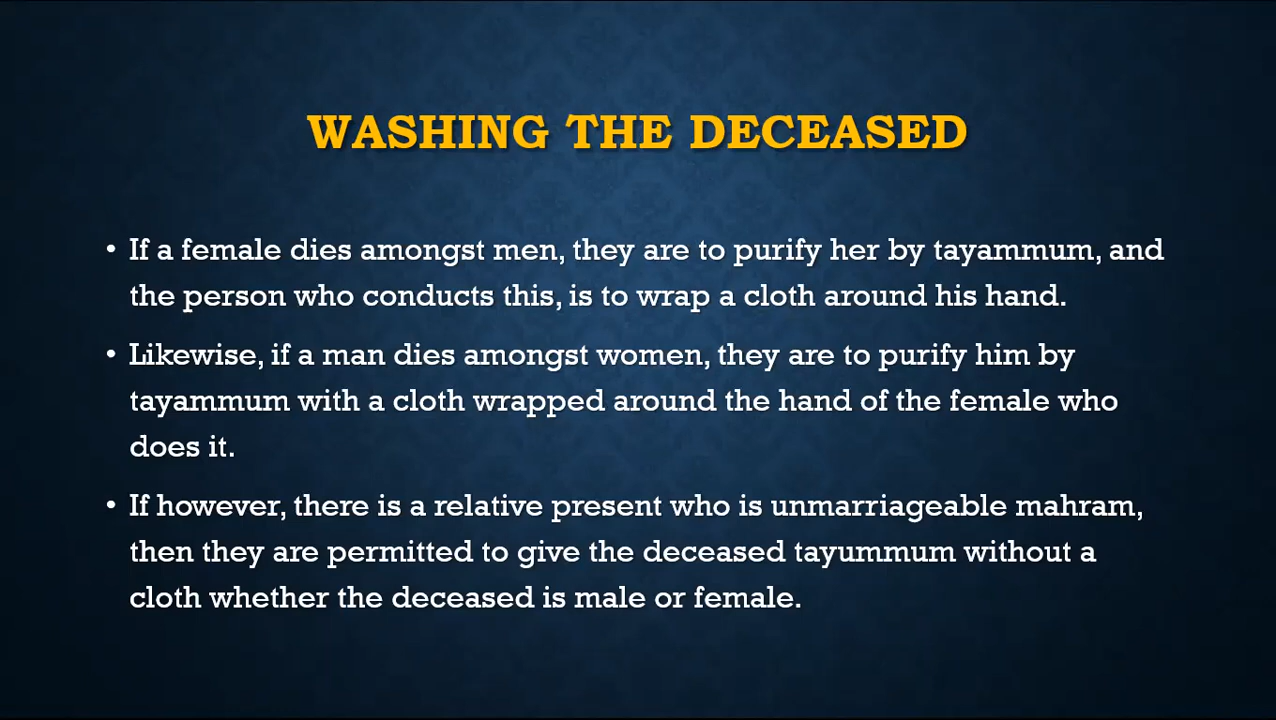 WASHING THE DECEASED
• If a female dies amongst men, they are to purify her by tayammum, and
the person who conducts this, is to wrap a cloth around his hand.
• Likewise, if a man dies amongst women, they are to purify him by
tayammum with a cloth wrapped around the hand of the female who
does it.
• If however, there is a relative present who is unmarriageable mahram,
then they are permitted to give the deceased tayummum without a
cloth whether the deceased is male or female.